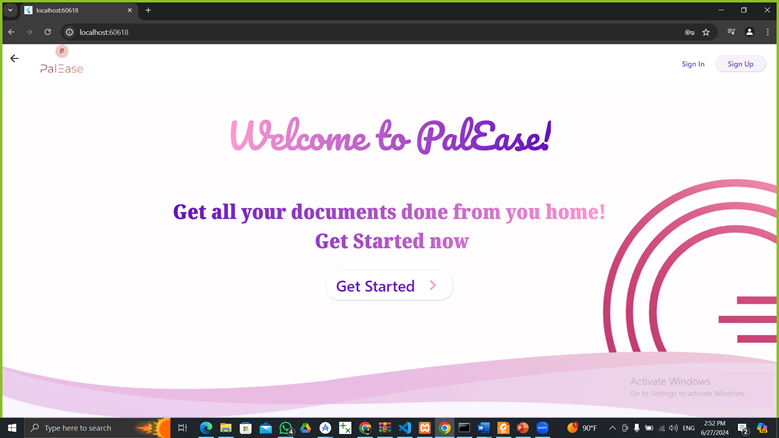 localhost:60618
localhost:60618
P
PalEase
Sign In
Sign Up
Welcome to PalEase!
Get all your documents done from you home!
Get Started now
Get Started
Activate Windows
Go to Settings to activate Windows.
Type here to search
90°F
ENG
2:52 PM
6/27/2024